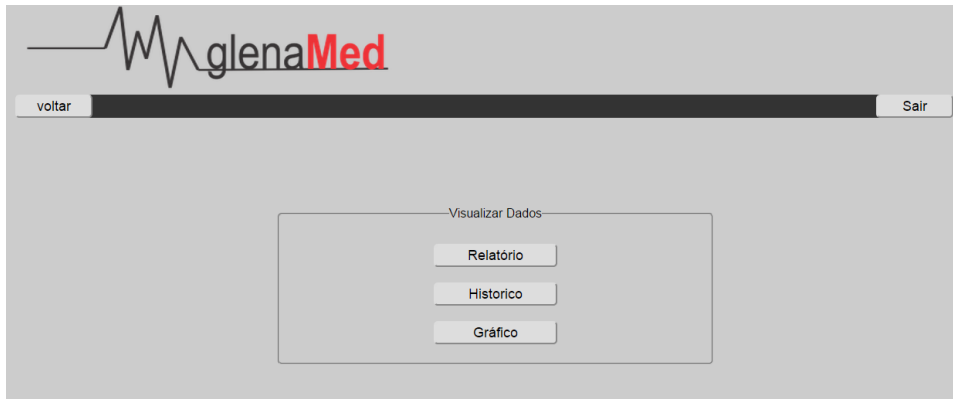 glenaMed
voltar Sair
Visualizar Dados
Relatório
Historico
Gráfico